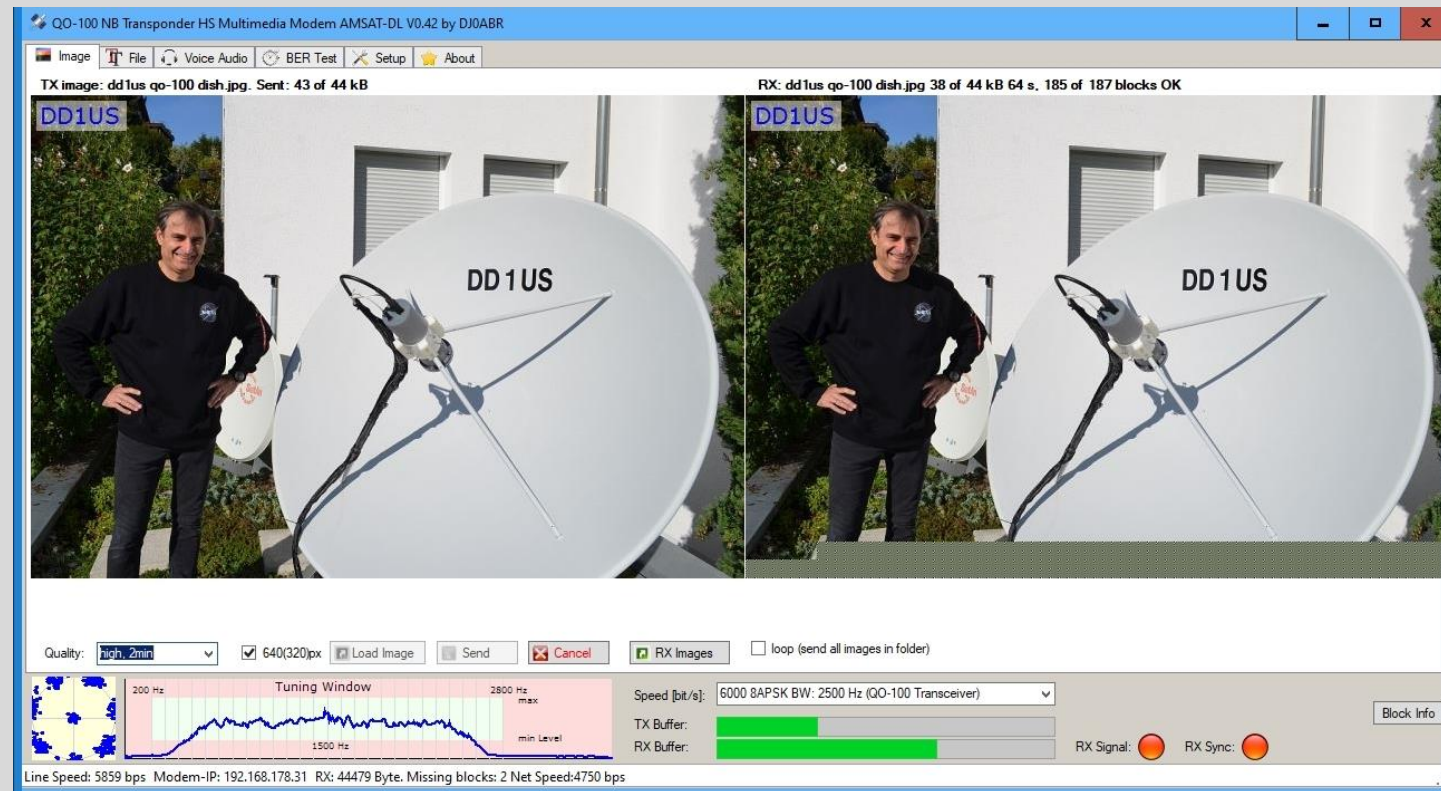 QO-100 NB Transponder HS Multimedia Modem AMSAT-DL V0.42 by DJ0ABR
Image File Voice Audio BER Test Setup About
TX image: dd1us qo-100 dish.jpg. Sent: 43 of 44 kB
RX: dd1us qo-100 dish.jpg 38 of 44 kB 64 s, 185 of 187 blocks OK
DD1US
DD1US
DD1US
DD1US
Quality: high, 2min 640(320)px Load Image Send Cancel RX Images loop (send all images in folder)
200 Hz Tuning Window 2800 Hz
max
min Level
1500 Hz
Speed [bit/s]: 6000 8APSK BW: 2500 Hz (QO-100 Transceiver)
TX Buffer:
RX Buffer:
RX Signal: RX Sync:
Block Info
Line Speed: 5859 bps Modem-IP: 192.168.178.31 RX: 44479 Byte. Missing blocks: 2 Net Speed:4750 bps